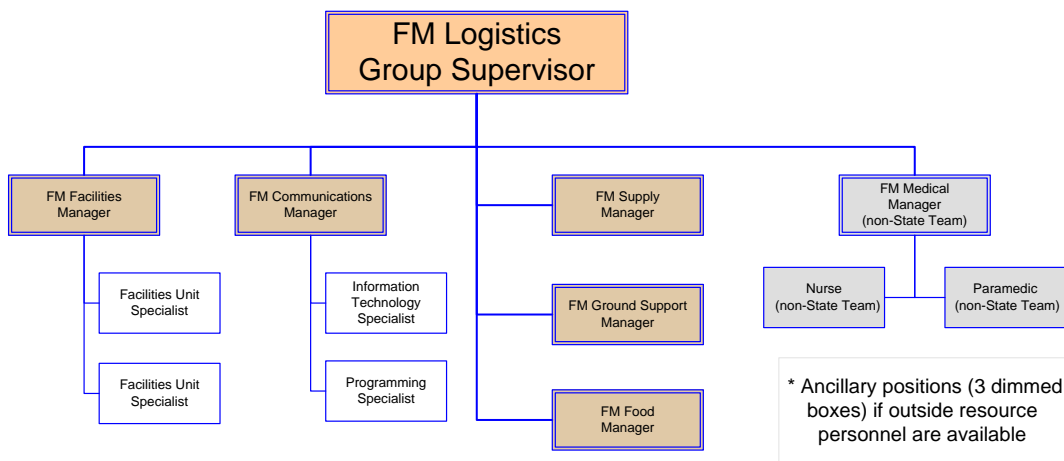 FM Logistics
Group Supervisor
FM Facilities
Manager
FM Communications
Manager
FM Supply
Manager
FM Medical
Manager
(non-State Team)
Facilities Unit
Specialist
Information
Technology
Specialist
FM Ground Support
Manager
Nurse
(non-State Team)
Paramedic
(non-State Team)
Facilities Unit
Specialist
Programming
Specialist
FM Food
Manager
* Ancillary positions (3 dimmed
boxes) if outside resource
personnel are available